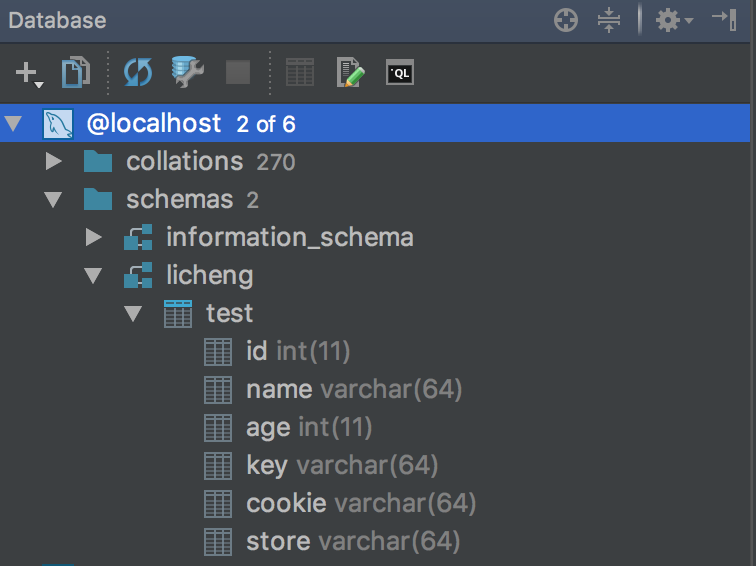 Database
QL
@localhost 2 of 6
collations 270
schemas 2
information_schema
licheng
test
id int(11)
name varchar(64)
age int(11)
key varchar(64)
cookie varchar(64)
store varchar(64)